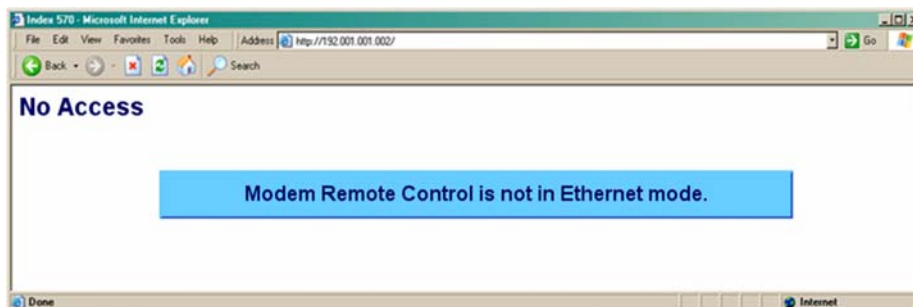 Index 570 - Microsoft Internet Explorer
File Edit View Favorites Tools Help Address http://192.001.001.002/ Go
Back Search
No Access
Modem Remote Control is not in Ethernet mode.
Done Internet